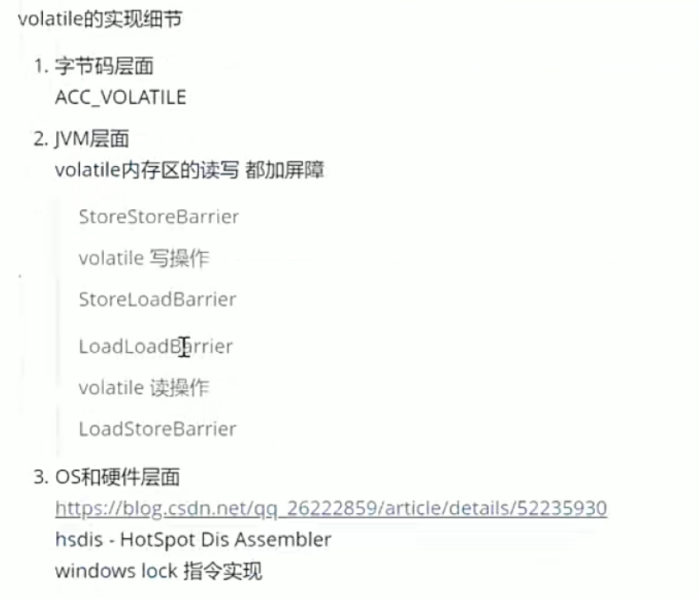 volatile的实现细节
1. 字节码层面
ACC_VOLATILE
2. JVM层面
volatile内存区的读写 都加屏障
StoreStoreBarrier
volatile 写操作
StoreLoadBarrier
LoadLoadBarrier
volatile 读操作
LoadStoreBarrier
3. OS和硬件层面
https://blog.csdn.net/qq_26222859/article/details/52235930
hsdis - HotSpot Dis Assembler
windows lock 指令实现